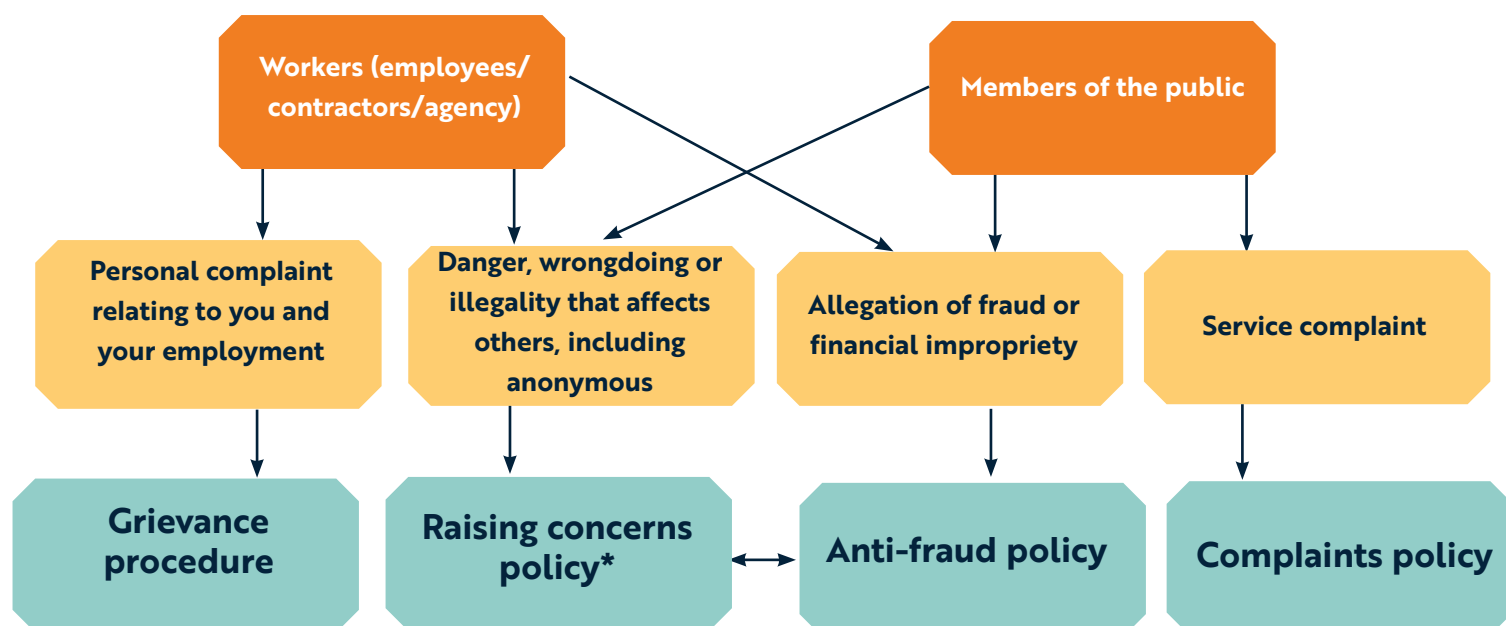 Workers (employees/
contractors/agency)
Members of the public
Personal complaint
relating to you and
your employment
Danger, wrongdoing or
illegality that affects
others, including
anonymous
Allegation of fraud or
financial impropriety
Service complaint
Grievance
procedure
Raising concerns
policy*
Anti-fraud policy
Complaints policy